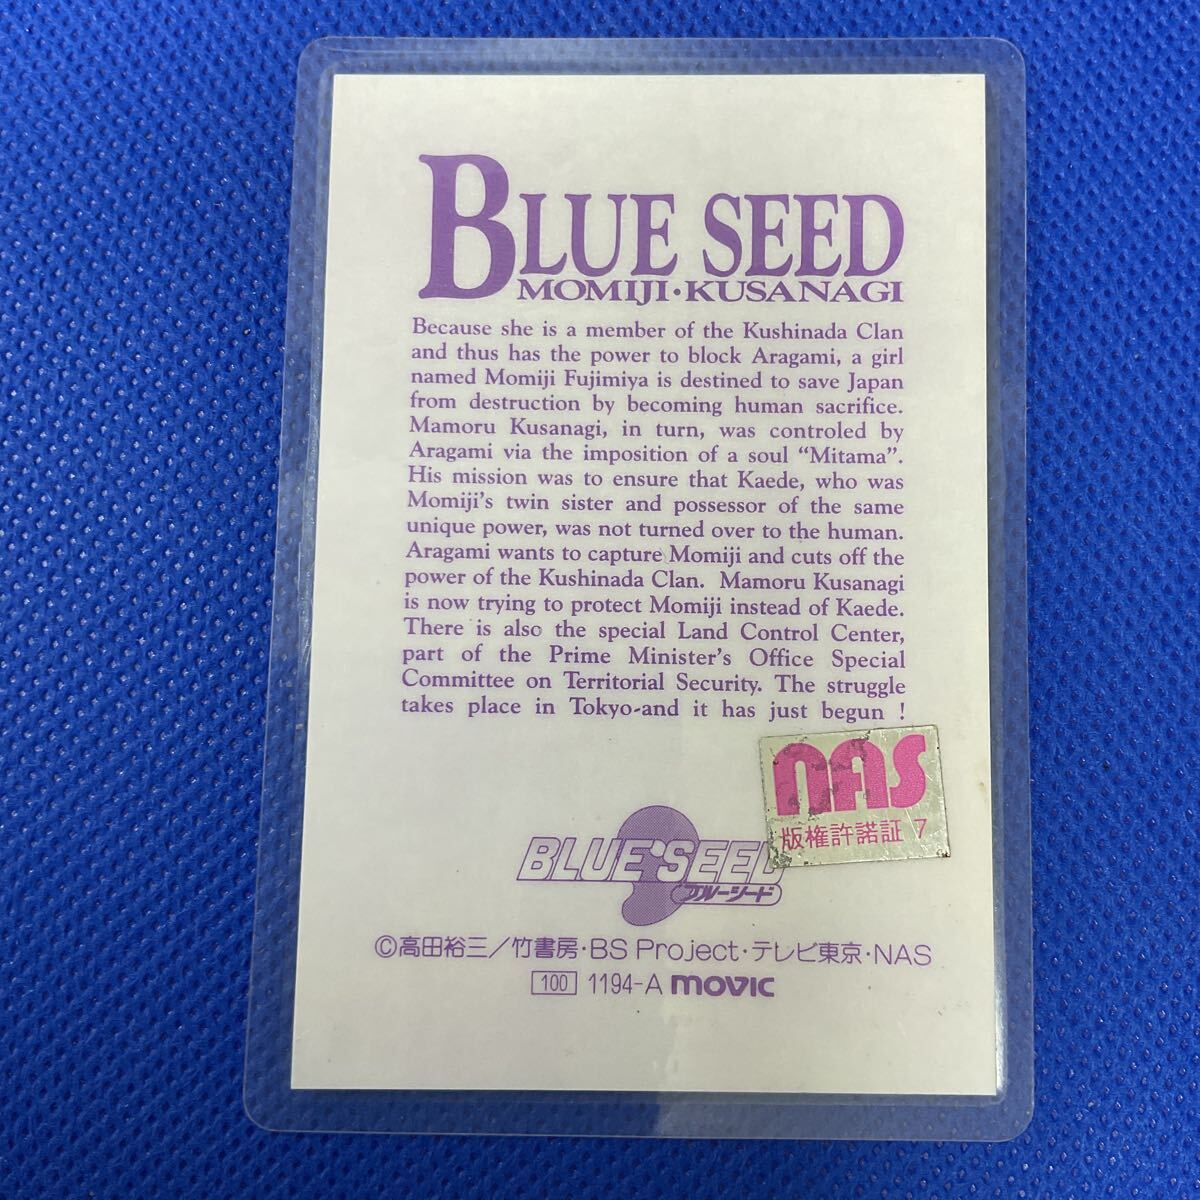 BLUE SEED
MOMIJI·KUSANAGI
Because she is a member of the Kushinada Clan
and thus has the power to block Aragami, a girl
named Momiji Fujimiya is destined to save Japan
from destruction by becoming human sacrifice.
Mamoru Kusanagi, in turn, was controled by
Aragami via the imposition of a soul “Mitama”.
His mission was to ensure that Kaede, who was
Momiji's twin sister and possessor of the same
unique power, was not turned over to the human.
Aragami wants to capture Momiji and cuts off the
power of the Kushinada Clan. Mamoru Kusanagi
is now trying to protect Momiji instead of Kaede.
There is also the special Land Control Center,
part of the Prime Minister's Office Special
Committee on Territorial Security. The struggle
takes place in Tokyo-and it has just begun !
NAS
版権許諾証 7
BLUE SEED
ブルーシード
©高田裕三／竹書房・BS Project・テレビ東京・NAS
100 1194-A movic